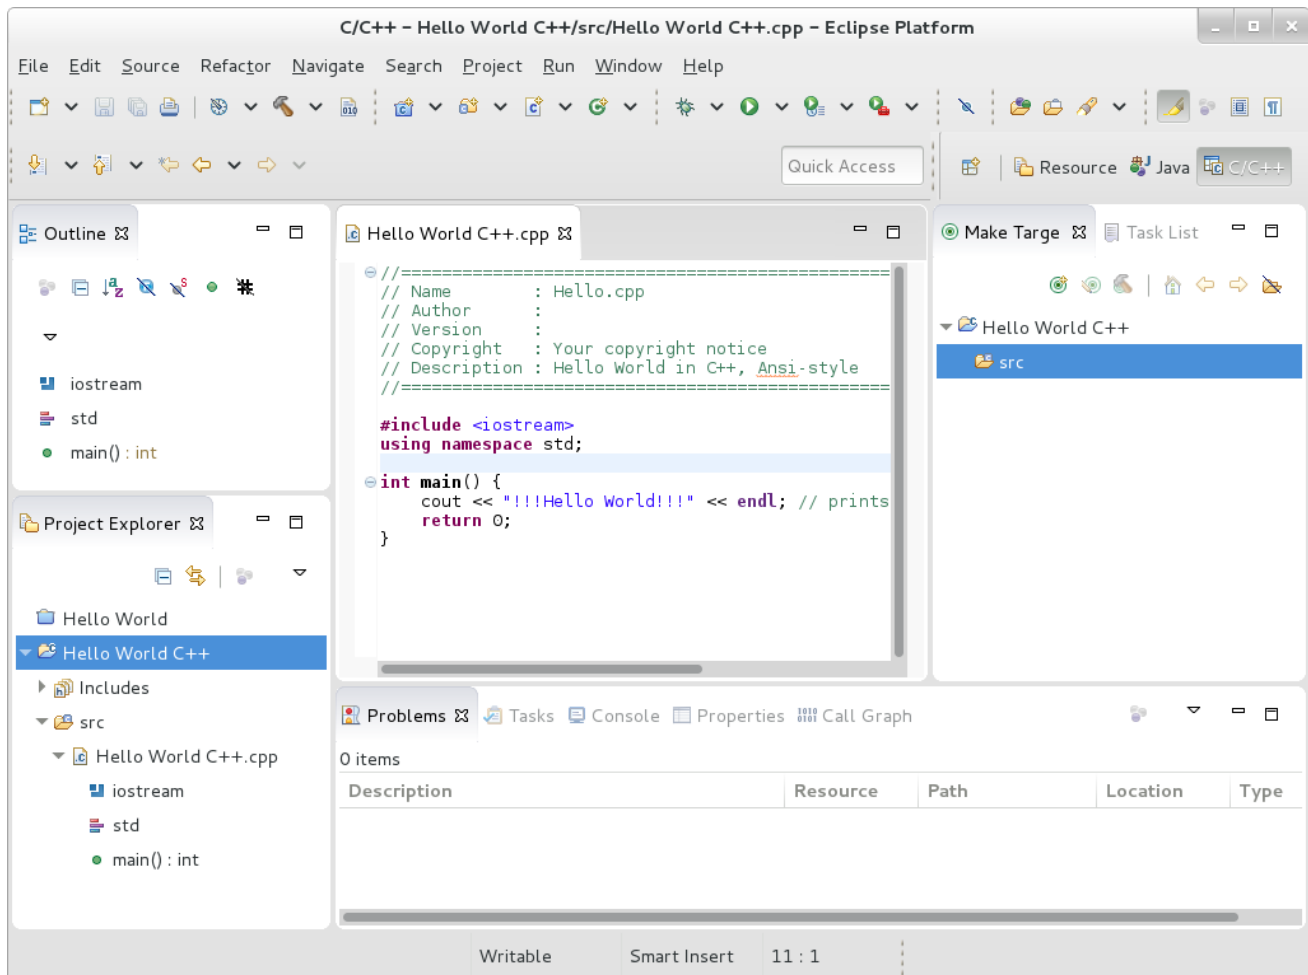 C/C++ – Hello World C++/src/Hello World C++.cpp – Eclipse Platform
File Edit Source Refactor Navigate Search Project Run Window Help
Quick Access
Resource Java C/C++
Outline
iostream
std
main() : int
Project Explorer
Hello World
Hello World C++
Includes
src
Hello World C++.cpp
iostream
std
main() : int
Hello World C++.cpp
//================================================
// Name        : Hello.cpp
// Author      :
// Version     :
// Copyright   : Your copyright notice
// Description : Hello World in C++, Ansi-style
//================================================
#include <iostream>
using namespace std;
int main() {
    cout << "!!!Hello World!!!" << endl; // prints
    return 0;
}
Make Targe Task List
Hello World C++
src
Problems Tasks Console Properties Call Graph
0 items
Description Resource Path Location Type
Writable Smart Insert 11 : 1